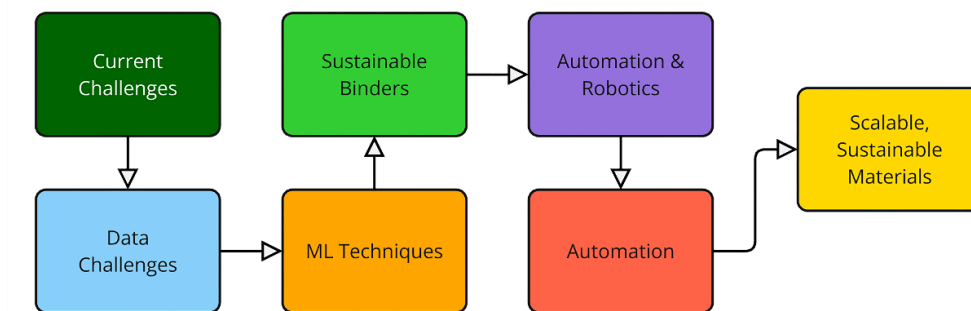 Current
Challenges
Sustainable
Binders
Automation &
Robotics
Scalable,
Sustainable
Materials
Data
Challenges
ML Techniques
Automation